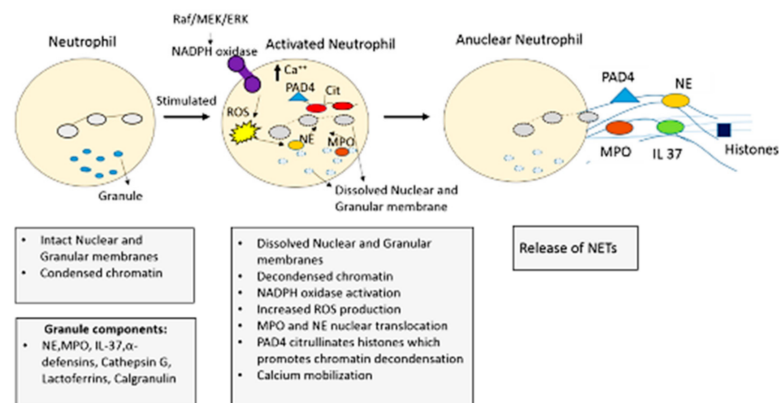 Raf/MEK/ERK
Neutrophil
NADPH oxidase
Activated Neutrophil
Anuclear Neutrophil
Ca⁺⁺
PAD4
Cit
Stimulated
ROS
NE
MPO
Granule
Dissolved Nuclear and
Granular membrane
PAD4
NE
MPO
IL 37
Histones
• Intact Nuclear and
Granular membranes
• Condensed chromatin
Granule components:
• NE,MPO, IL-37,α-
defensins, Cathepsin G,
Lactoferrins, Calgranulin
• Dissolved Nuclear and Granular
membranes
• Decondensed chromatin
• NADPH oxidase activation
• Increased ROS production
• MPO and NE nuclear translocation
• PAD4 citrullinates histones which
promotes chromatin decondensation
• Calcium mobilization
Release of NETs